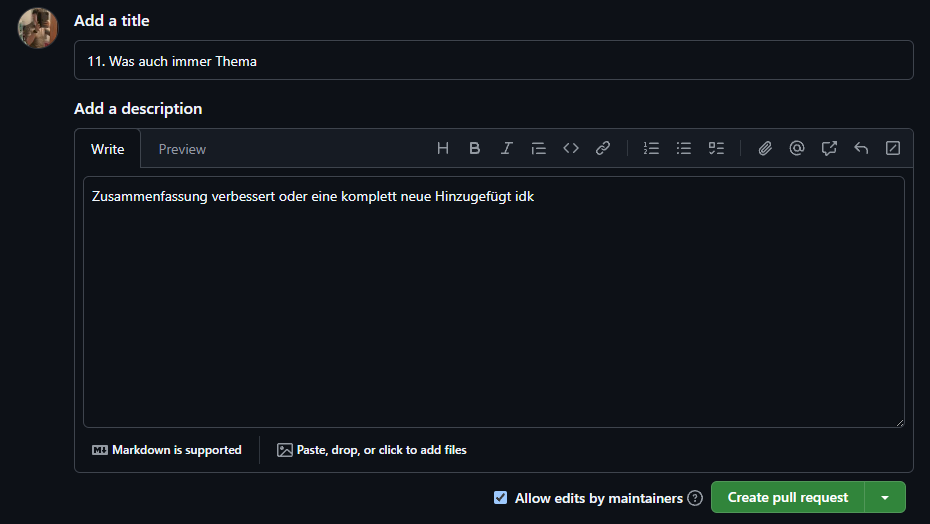 Add a title
11. Was auch immer Thema
Add a description
Write Preview
Zusammenfassung verbessert oder eine komplett neue Hinzugefügt idk
Markdown is supported
Paste, drop, or click to add files
Allow edits by maintainers
Create pull request